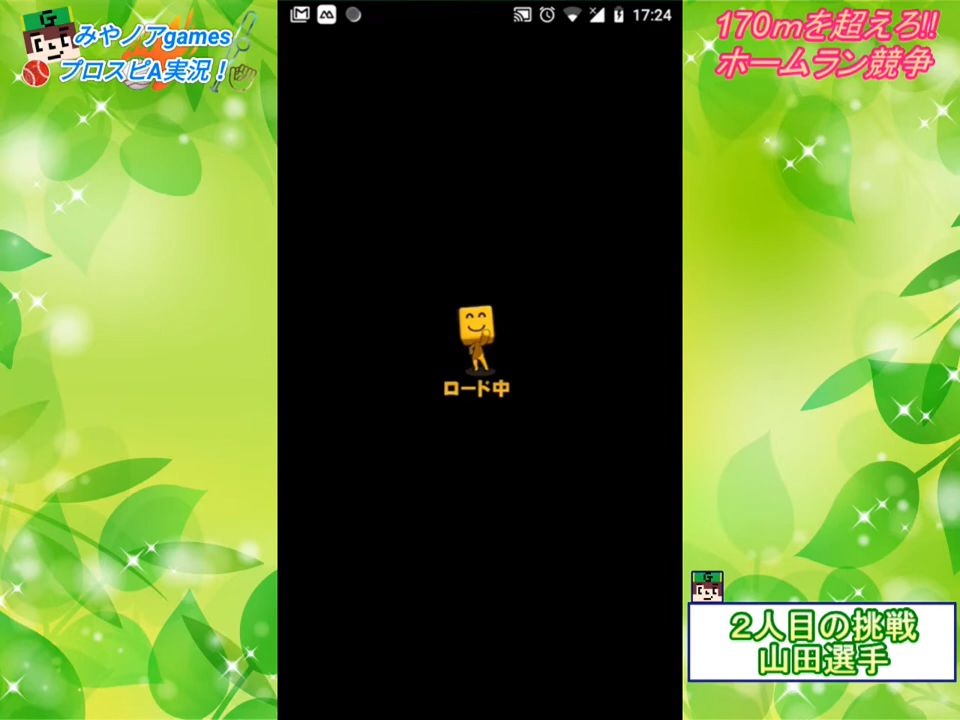 みやノアgames
プロスピA実況！
17:24
170mを超えろ!!
ホームラン競争
ロード中
2人目の挑戦
山田選手